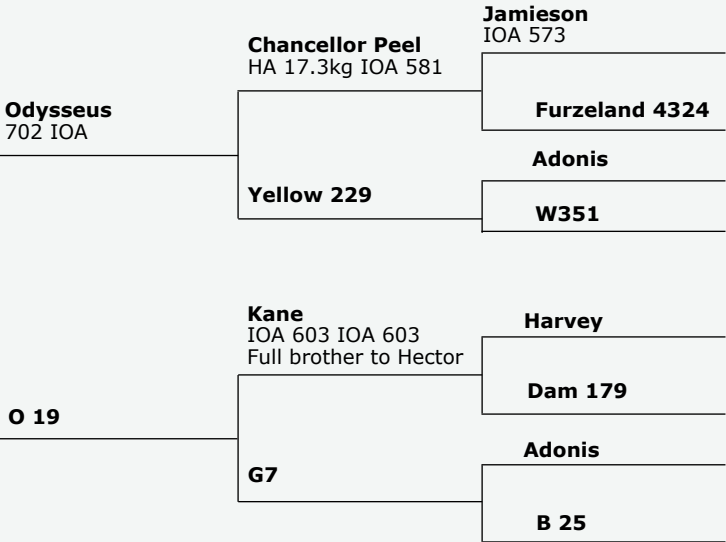 Jamieson
IOA 573
Chancellor Peel
HA 17.3kg IOA 581
Furzeland 4324
Odysseus
702 IOA
Adonis
Yellow 229
W351
Kane
IOA 603 IOA 603
Full brother to Hector
Harvey
Dam 179
O 19
Adonis
G7
B 25